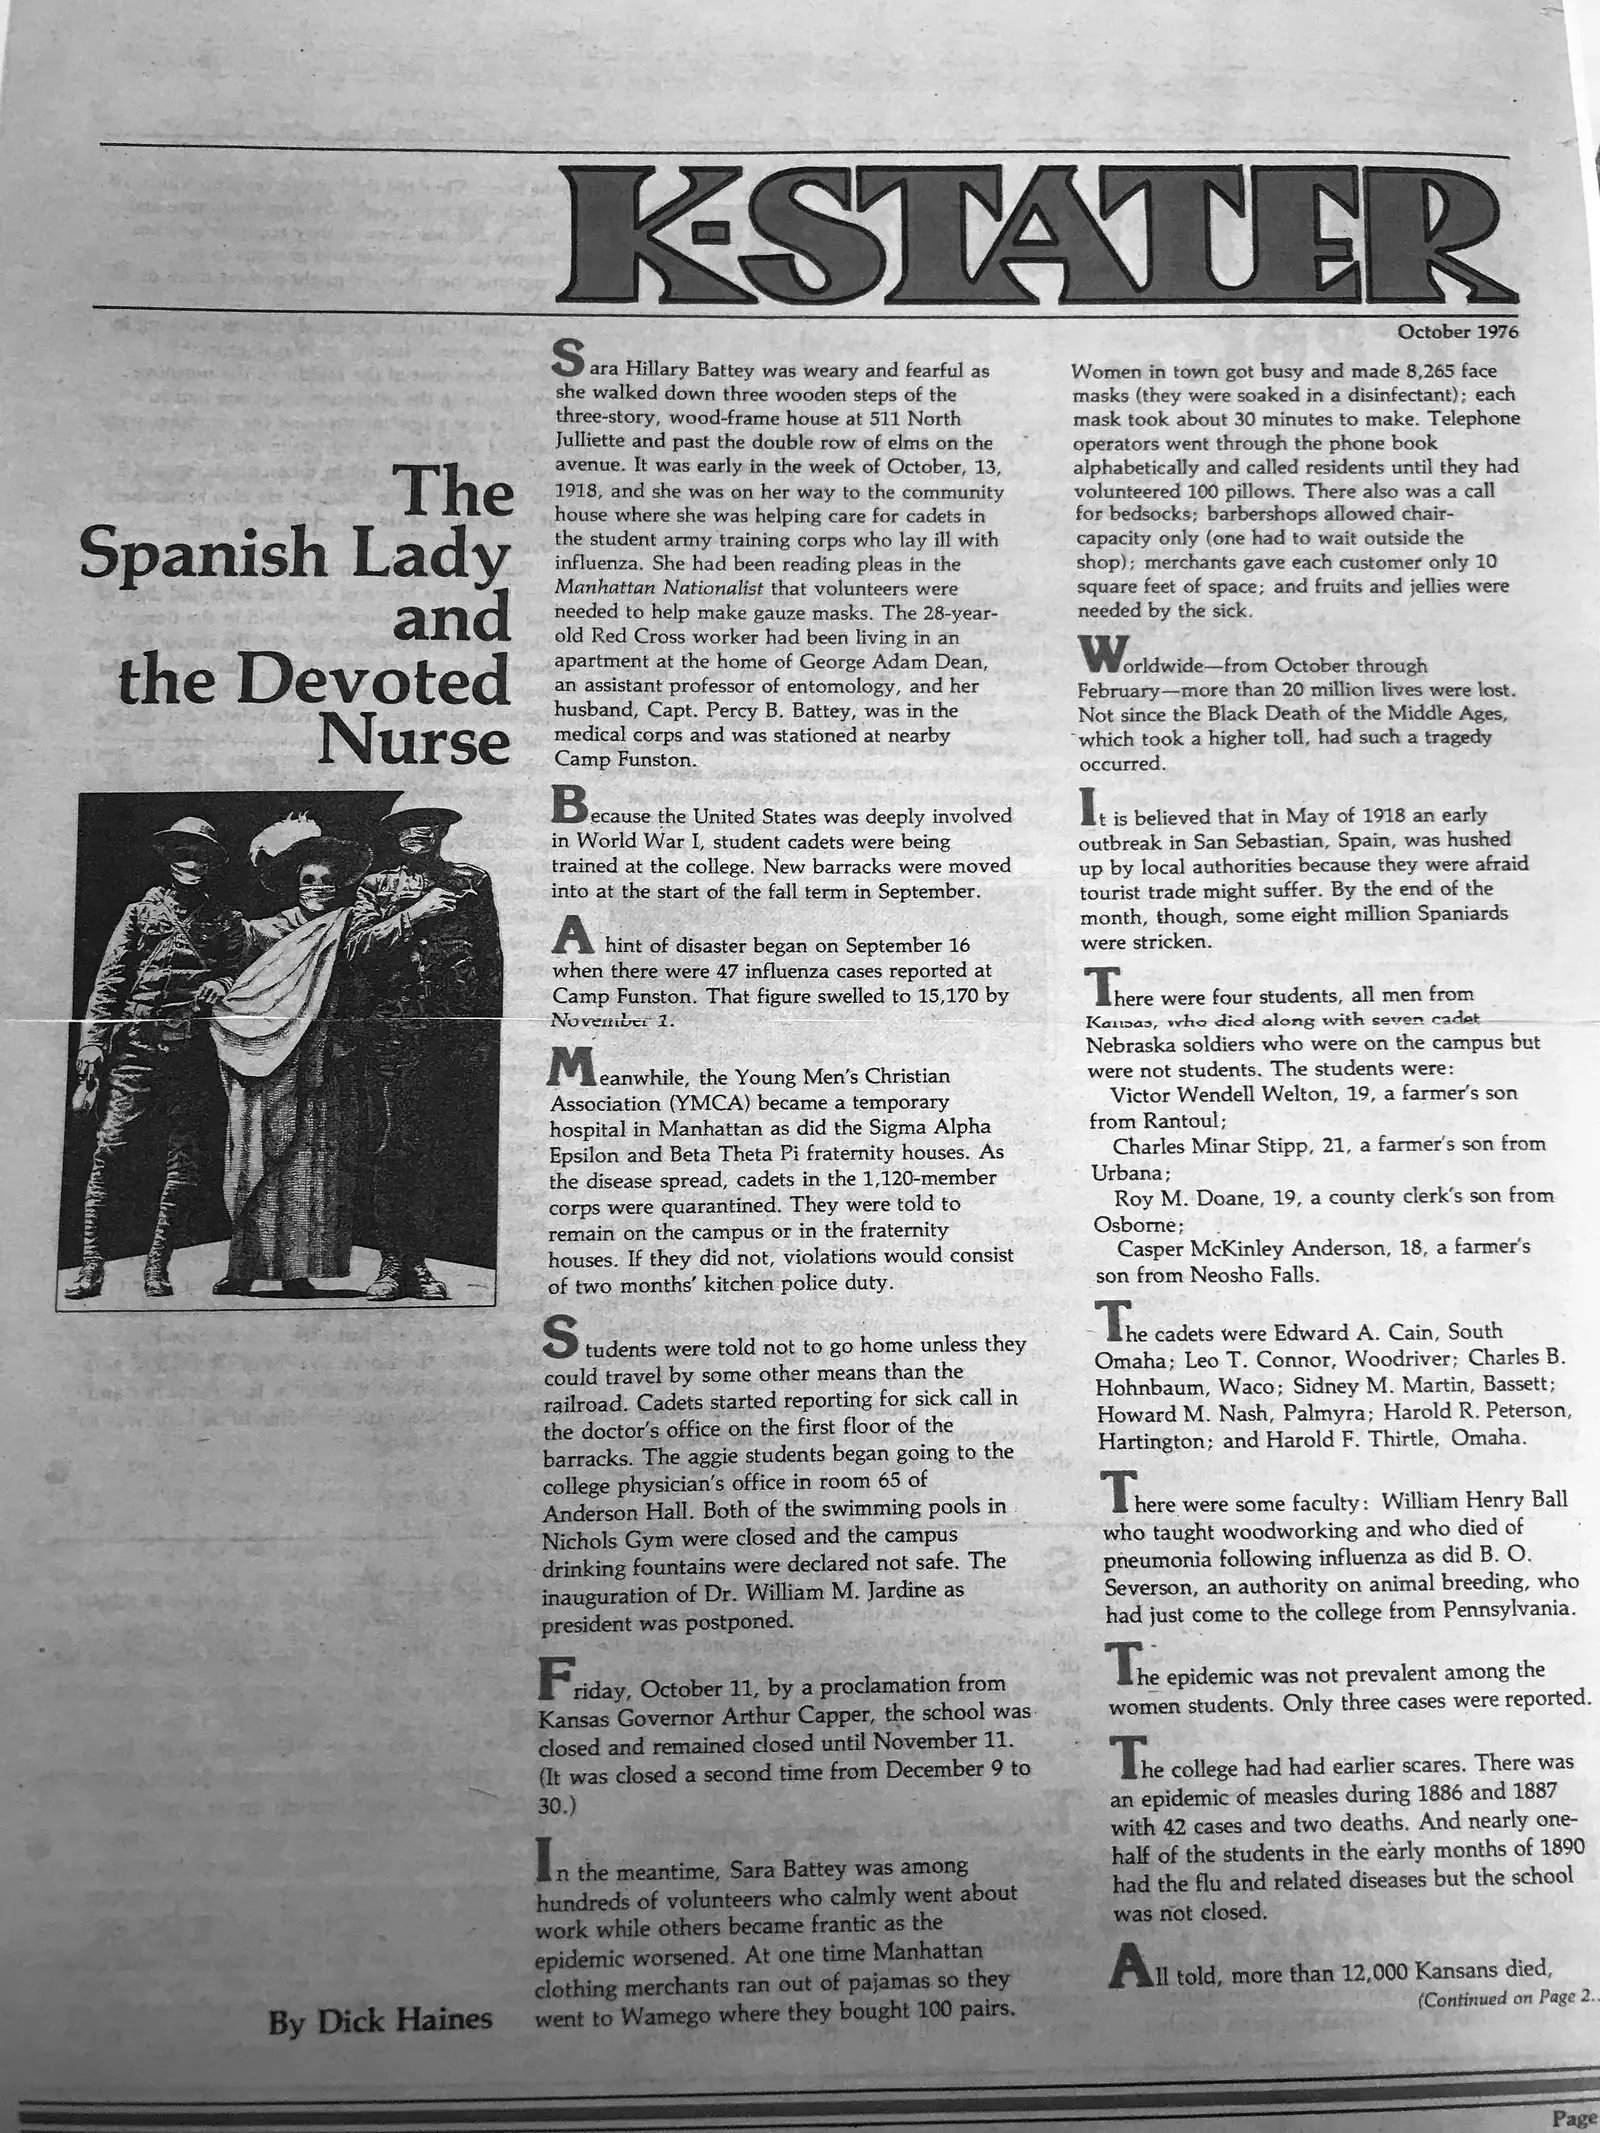 K-STATER
October 1976
The
Spanish Lady
and
the Devoted
Nurse
By Dick Haines
Sara Hillary Battey was weary and fearful as
she walked down three wooden steps of the
three-story, wood-frame house at 511 North
Julliette and past the double row of elms on the
avenue. It was early in the week of October, 13,
1918, and she was on her way to the community
house where she was helping care for cadets in
the student army training corps who lay ill with
influenza. She had been reading pleas in the
Manhattan Nationalist that volunteers were
needed to help make gauze masks. The 28-year-
old Red Cross worker had been living in an
apartment at the home of George Adam Dean,
an assistant professor of entomology, and her
husband, Capt. Percy B. Battey, was in the
medical corps and was stationed at nearby
Camp Funston.
Because the United States was deeply involved
in World War I, student cadets were being
trained at the college. New barracks were moved
into at the start of the fall term in September.
A hint of disaster began on September 16
when there were 47 influenza cases reported at
Camp Funston. That figure swelled to 15,170 by
November 1.
Meanwhile, the Young Men's Christian
Association (YMCA) became a temporary
hospital in Manhattan as did the Sigma Alpha
Epsilon and Beta Theta Pi fraternity houses. As
the disease spread, cadets in the 1,120-member
corps were quarantined. They were told to
remain on the campus or in the fraternity
houses. If they did not, violations would consist
of two months' kitchen police duty.
Students were told not to go home unless they
could travel by some other means than the
railroad. Cadets started reporting for sick call in
the doctor's office on the first floor of the
barracks. The aggie students began going to the
college physician's office in room 65 of
Anderson Hall. Both of the swimming pools in
Nichols Gym were closed and the campus
drinking fountains were declared not safe. The
inauguration of Dr. William M. Jardine as
president was postponed.
Friday, October 11, by a proclamation from
Kansas Governor Arthur Capper, the school was
closed and remained closed until November 11.
(It was closed a second time from December 9 to
30.)
In the meantime, Sara Battey was among
hundreds of volunteers who calmly went about
work while others became frantic as the
epidemic worsened. At one time Manhattan
clothing merchants ran out of pajamas so they
went to Wamego where they bought 100 pairs.
Women in town got busy and made 8,265 face
masks (they were soaked in a disinfectant); each
mask took about 30 minutes to make. Telephone
operators went through the phone book
alphabetically and called residents until they had
volunteered 100 pillows. There also was a call
for bedsocks; barbershops allowed chair-
capacity only (one had to wait outside the
shop); merchants gave each customer only 10
square feet of space; and fruits and jellies were
needed by the sick.
Worldwide—from October through
February—more than 20 million lives were lost.
Not since the Black Death of the Middle Ages,
which took a higher toll, had such a tragedy
occurred.
It is believed that in May of 1918 an early
outbreak in San Sebastian, Spain, was hushed
up by local authorities because they were afraid
tourist trade might suffer. By the end of the
month, though, some eight million Spaniards
were stricken.
There were four students, all men from
Kansas, who died along with seven cadet
Nebraska soldiers who were on the campus but
were not students. The students were:
Victor Wendell Welton, 19, a farmer's son
from Rantoul;
Charles Minar Stipp, 21, a farmer's son from
Urbana;
Roy M. Doane, 19, a county clerk's son from
Osborne;
Casper McKinley Anderson, 18, a farmer's
son from Neosho Falls.
The cadets were Edward A. Cain, South
Omaha; Leo T. Connor, Woodriver; Charles B.
Hohnbaum, Waco; Sidney M. Martin, Bassett;
Howard M. Nash, Palmyra; Harold R. Peterson,
Hartington; and Harold F. Thirtle, Omaha.
There were some faculty: William Henry Ball
who taught woodworking and who died of
pneumonia following influenza as did B. O.
Severson, an authority on animal breeding, who
had just come to the college from Pennsylvania.
The epidemic was not prevalent among the
women students. Only three cases were reported.
The college had had earlier scares. There was
an epidemic of measles during 1886 and 1887
with 42 cases and two deaths. And nearly one-
half of the students in the early months of 1890
had the flu and related diseases but the school
was not closed.
All told, more than 12,000 Kansans died,
(Continued on Page 2..
Page